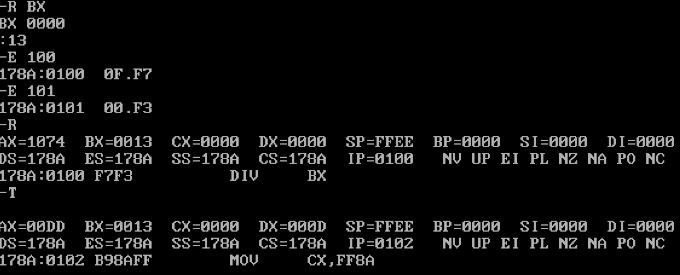 -R BX
BX 0000
:13
-E 100
178A:0100  0F.F7
-E 101
178A:0101  00.F3
-R
AX=1074  BX=0013  CX=0000  DX=0000  SP=FFEE  BP=0000  SI=0000  DI=0000
DS=178A  ES=178A  SS=178A  CS=178A  IP=0100   NV UP EI PL NZ NA PO NC
178A:0100 F7F3          DIV     BX
-T
AX=00DD  BX=0013  CX=0000  DX=000D  SP=FFEE  BP=0000  SI=0000  DI=0000
DS=178A  ES=178A  SS=178A  CS=178A  IP=0102   NV UP EI PL NZ NA PO NC
178A:0102 B98AFF        MOV     CX,FF8A